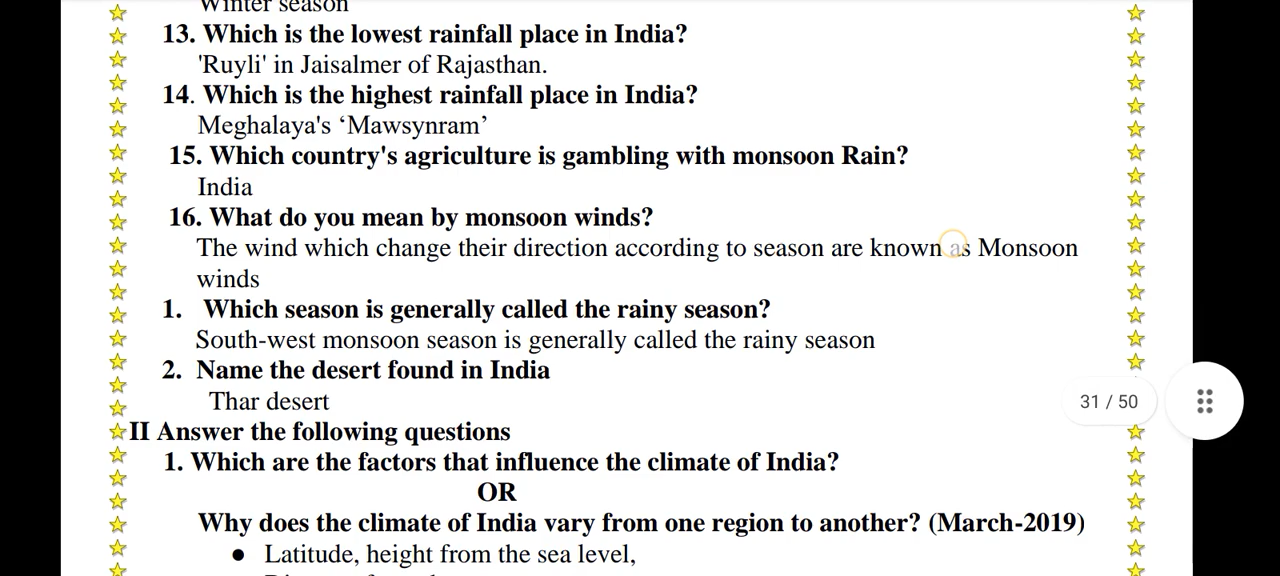 Winter season
13. Which is the lowest rainfall place in India?
'Ruyli' in Jaisalmer of Rajasthan.
14. Which is the highest rainfall place in India?
Meghalaya's ‘Mawsynram’
15. Which country's agriculture is gambling with monsoon Rain?
India
16. What do you mean by monsoon winds?
The wind which change their direction according to season are known as Monsoon
winds
1. Which season is generally called the rainy season?
South-west monsoon season is generally called the rainy season
2. Name the desert found in India
Thar desert
31 / 50
II Answer the following questions
1. Which are the factors that influence the climate of India?
OR
Why does the climate of India vary from one region to another? (March-2019)
● Latitude, height from the sea level,